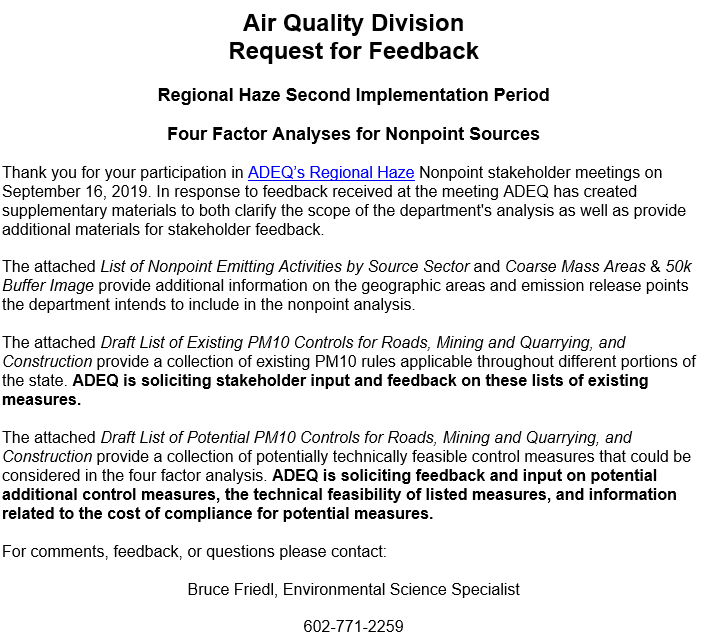 Air Quality Division
Request for Feedback
Regional Haze Second Implementation Period
Four Factor Analyses for Nonpoint Sources
Thank you for your participation in ADEQ's Regional Haze Nonpoint stakeholder meetings on
September 16, 2019. In response to feedback received at the meeting ADEQ has created
supplementary materials to both clarify the scope of the department's analysis as well as provide
additional materials for stakeholder feedback.
The attached List of Nonpoint Emitting Activities by Source Sector and Coarse Mass Areas & 50k
Buffer Image provide additional information on the geographic areas and emission release points
the department intends to include in the nonpoint analysis.
The attached Draft List of Existing PM10 Controls for Roads, Mining and Quarrying, and
Construction provide a collection of existing PM10 rules applicable throughout different portions of
the state. ADEQ is soliciting stakeholder input and feedback on these lists of existing
measures.
The attached Draft List of Potential PM10 Controls for Roads, Mining and Quarrying, and
Construction provide a collection of potentially technically feasible control measures that could be
considered in the four factor analysis. ADEQ is soliciting feedback and input on potential
additional control measures, the technical feasibility of listed measures, and information
related to the cost of compliance for potential measures.
For comments, feedback, or questions please contact:
Bruce Friedl, Environmental Science Specialist
602-771-2259